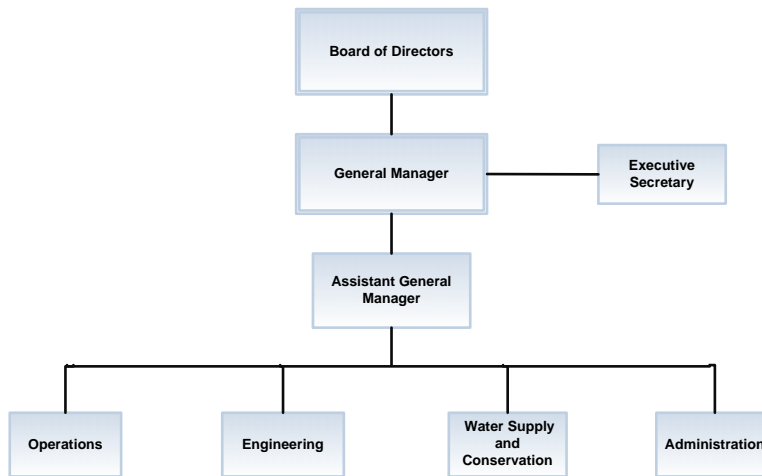 Board of Directors
General Manager
Executive
Secretary
Assistant General
Manager
Operations
Engineering
Water Supply
and
Conservation
Administration